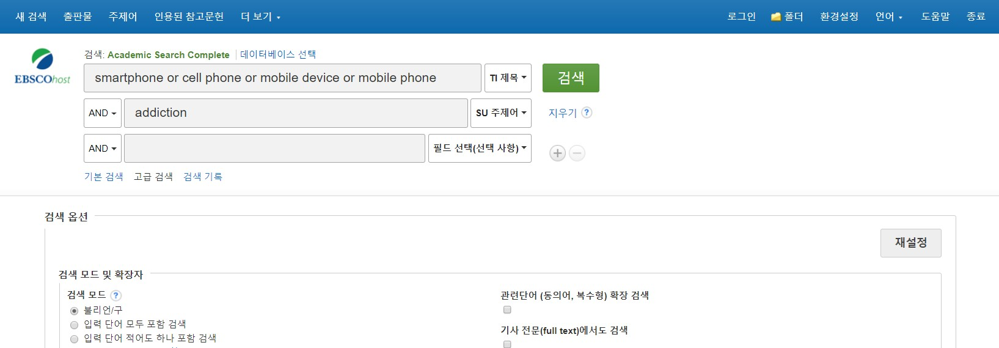 새 검색 출판물 주제어 인용된 참고문헌 더 보기 로그인 폴더 환경설정 언어 도움말 종료
검색: Academic Search Complete 데이터베이스 선택
EBSCOhost
smartphone or cell phone or mobile device or mobile phone TI 제목 검색
AND addiction SU 주제어 지우기 ?
AND 필드 선택(선택 사항) + −
기본 검색 고급 검색 검색 기록
검색 옵션
재설정
검색 모드 및 확장자
검색 모드 ? 관련단어 (동의어, 복수형) 확장 검색
불리언/구
입력 단어 모두 포함 검색
기사 전문(full text)에서도 검색
입력 단어 적어도 하나 포함 검색